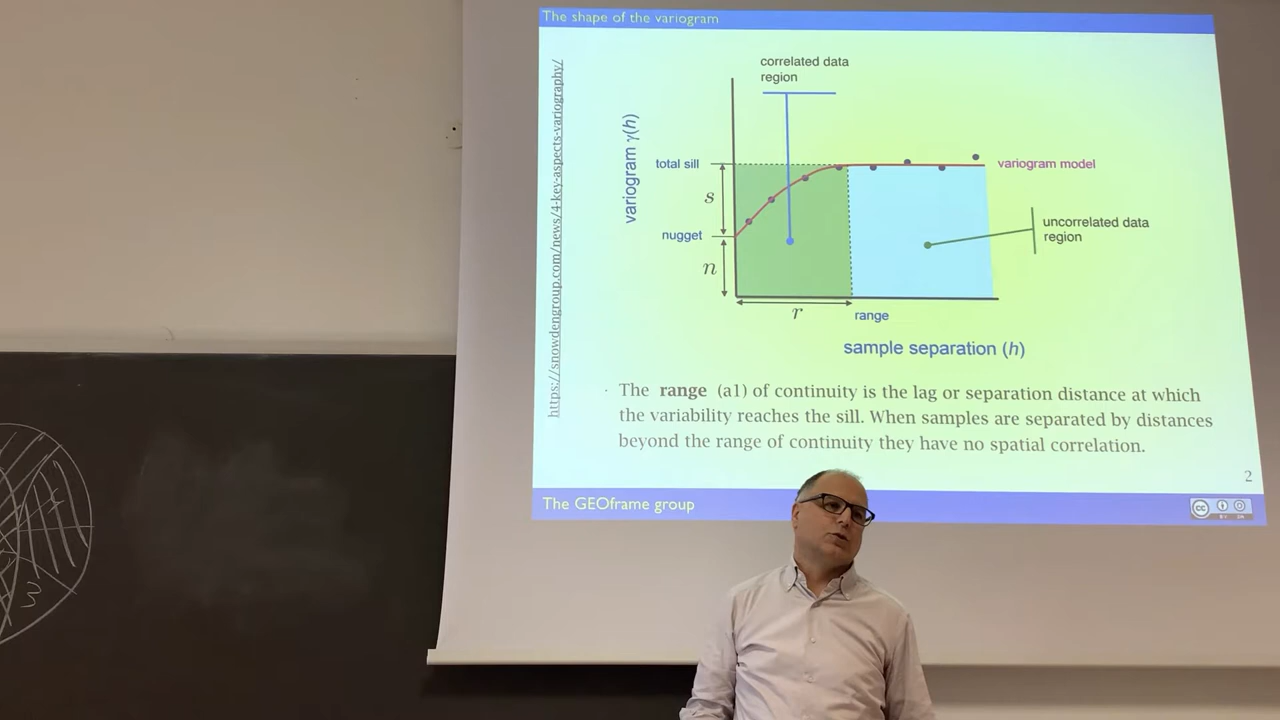 The shape of the variogram
https://snowdengroup.com/news/4-key-aspects-variography/
correlated data
region
variogram γ(h)
total sill
variogram model
s
nugget
uncorrelated data
region
n
r
range
sample separation (h)
· The range (a1) of continuity is the lag or separation distance at which
the variability reaches the sill. When samples are separated by distances
beyond the range of continuity they have no spatial correlation.
2
The GEOframe group
cc
3